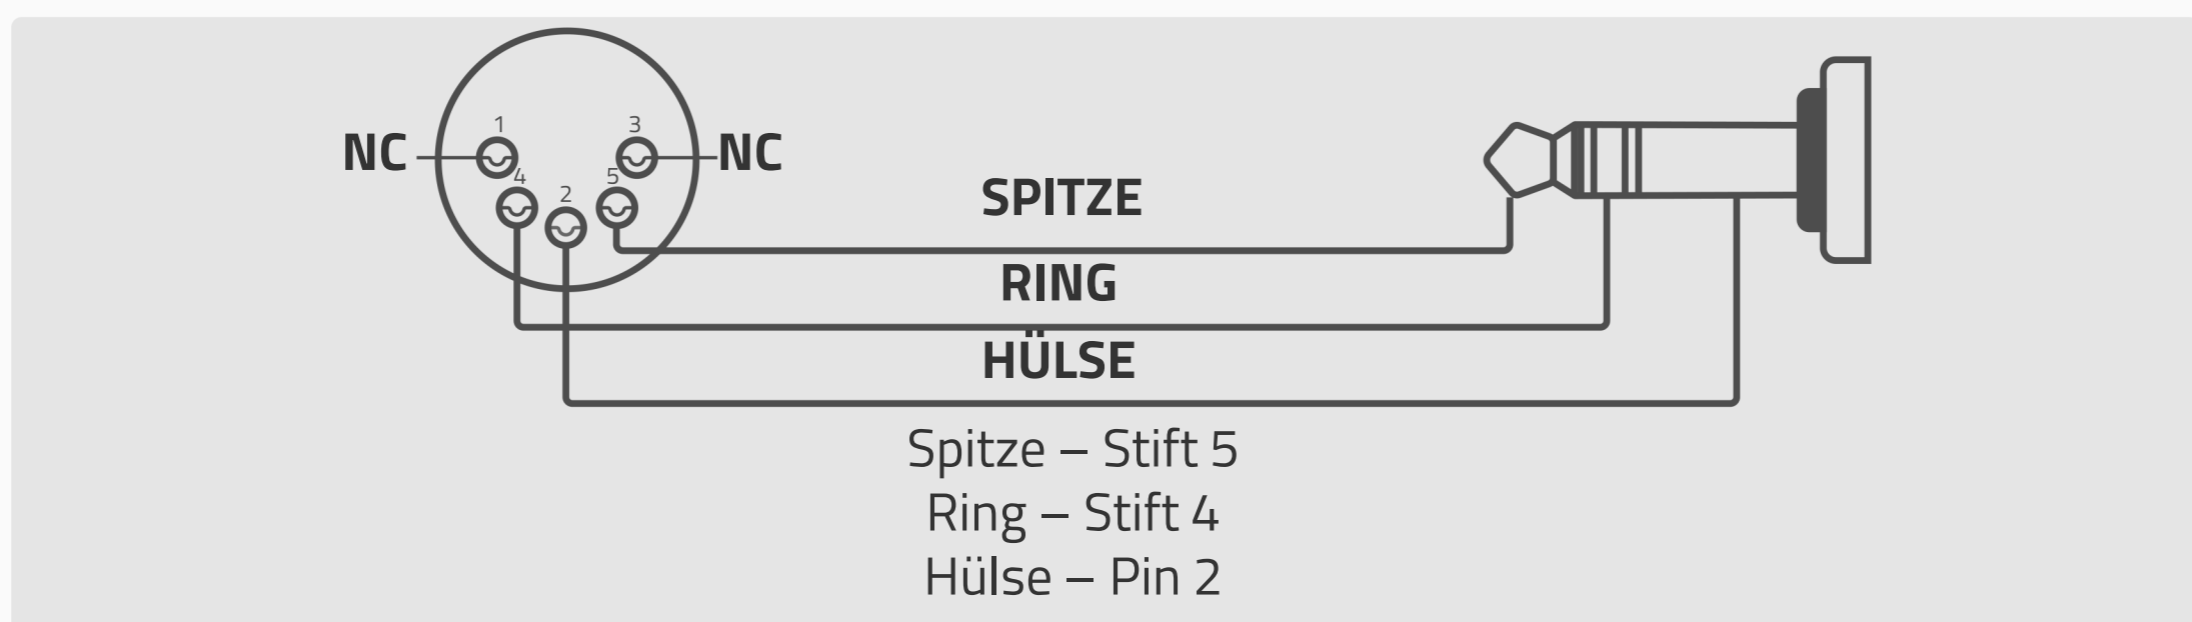 1
3
NC
NC
4
5
2
SPITZE
RING
HÜLSE
Spitze – Stift 5
Ring – Stift 4
Hülse – Pin 2